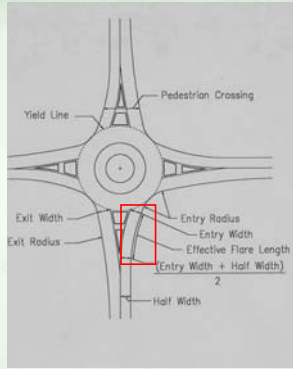 Pedestrian Crossing
Yield Line
Exit Width
Entry Radius
Entry Width
Exit Radius
Effective Flare Length
(Entry Width + Half Width)
2
Half Width